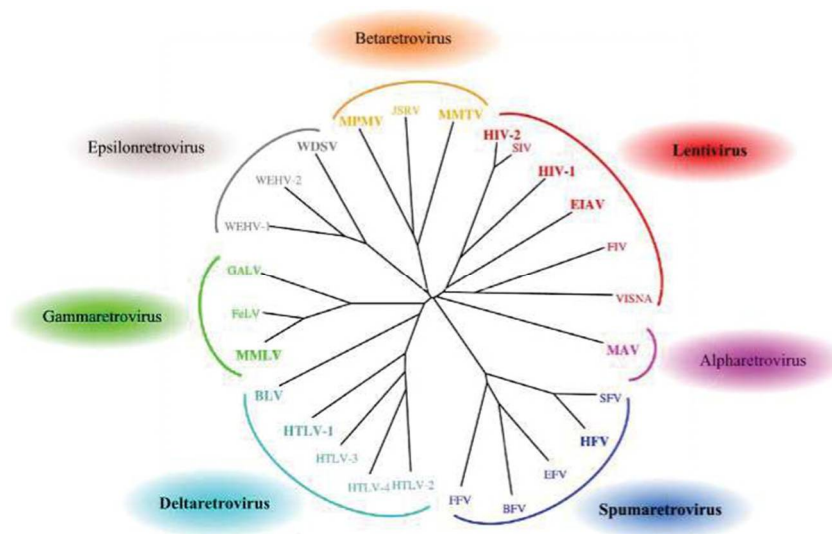 Betaretrovirus
JSRV
MPMV
MMTV
HIV-2
SIV
Epsilonretrovirus
WDSV
Lentivirus
HIV-1
WEHV-2
EIAV
WEHV-1
FIV
GALV
VISNA
Gammaretrovirus
FeLV
MMLV
MAV
Alpharetrovirus
BLV
SFV
HTLV-1
HFV
HTLV-3
EFV
HTLV-4
HTLV-2
FFV
BFV
Deltaretrovirus
Spumaretrovirus